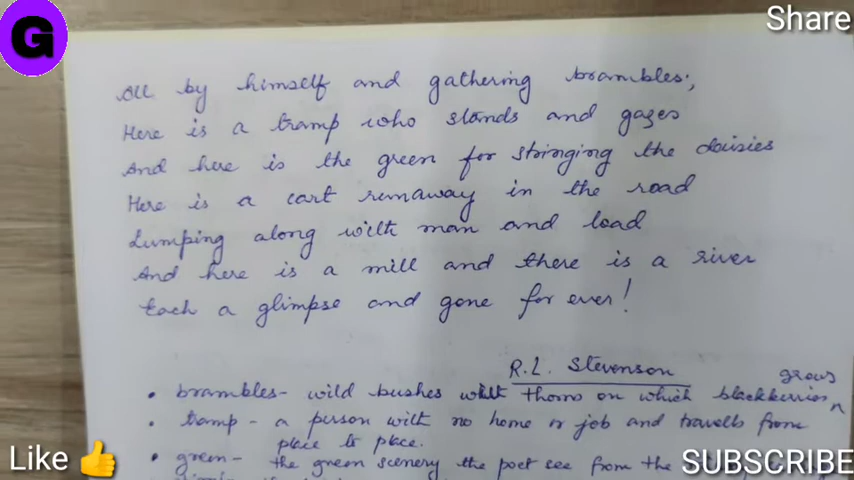 G
Share
All by himself and gathering brambles;,
Here is a tramp who stands and gazes
And here is the green for stringing the daisies
Here is a cart runaway in the road
Lumping along with man and load
And here is a mill and there is a river
Each a glimpse and gone for ever!
R.L. Stevenson
grows
• brambles- wild bushes with thorns on which blackberries
• tramp - a person with no home or job and travells from
place to place.
• green- the green scenery the poet see from the
Like 👍
SUBSCRIBE